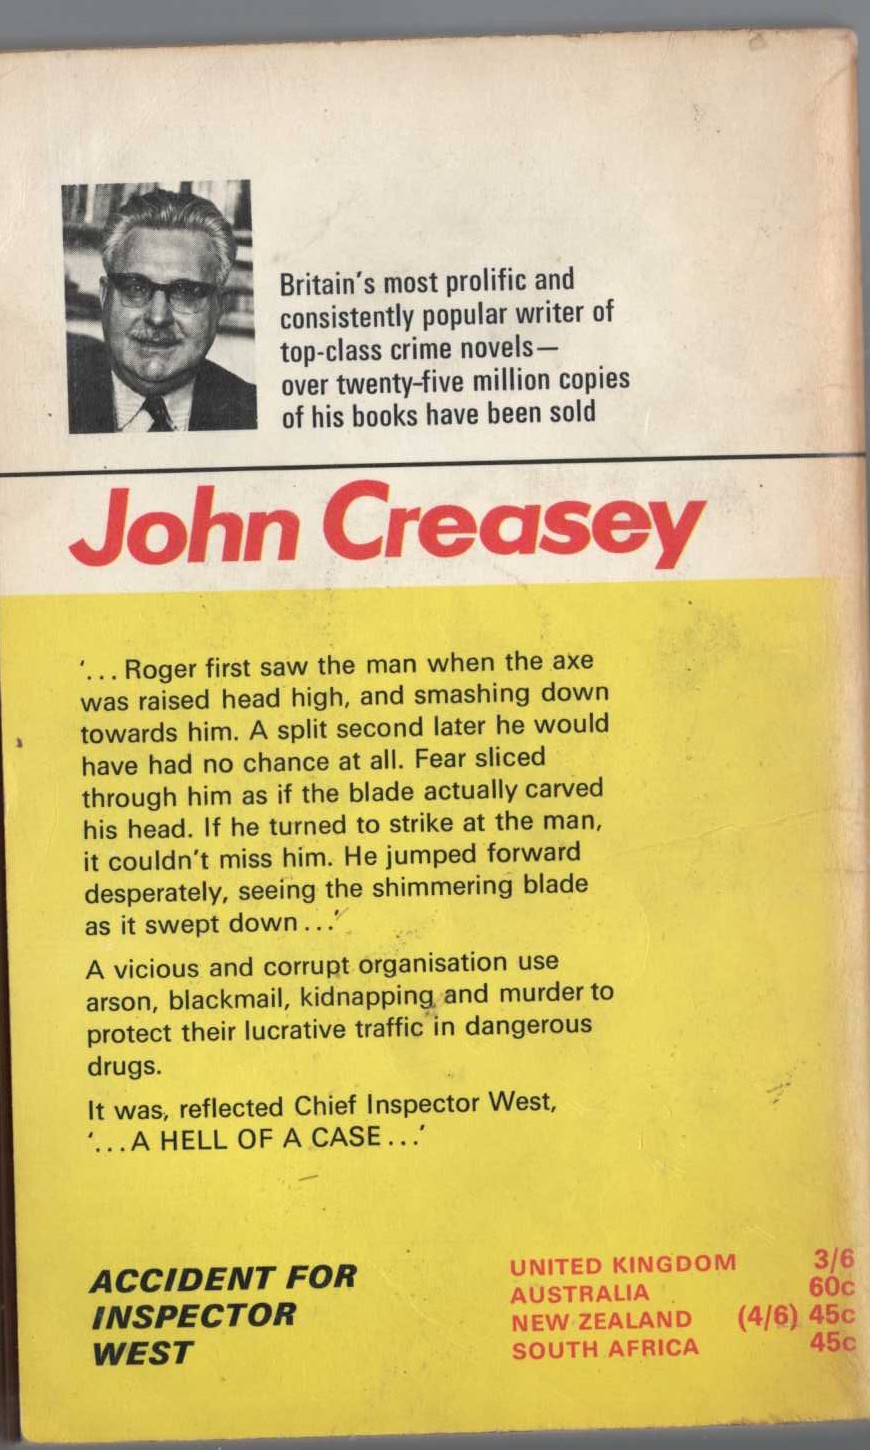 Britain's most prolific and
consistently popular writer of
top-class crime novels—
over twenty-five million copies
of his books have been sold
John Creasey
‘... Roger first saw the man when the axe
was raised head high, and smashing down
towards him. A split second later he would
have had no chance at all. Fear sliced
through him as if the blade actually carved
his head. If he turned to strike at the man,
it couldn't miss him. He jumped forward
desperately, seeing the shimmering blade
as it swept down ...’
A vicious and corrupt organisation use
arson, blackmail, kidnapping and murder to
protect their lucrative traffic in dangerous
drugs.
It was, reflected Chief Inspector West,
‘... A HELL OF A CASE ...’
ACCIDENT FOR
INSPECTOR
WEST
UNITED KINGDOM 3/6
AUSTRALIA 60c
NEW ZEALAND (4/6) 45c
SOUTH AFRICA 45c